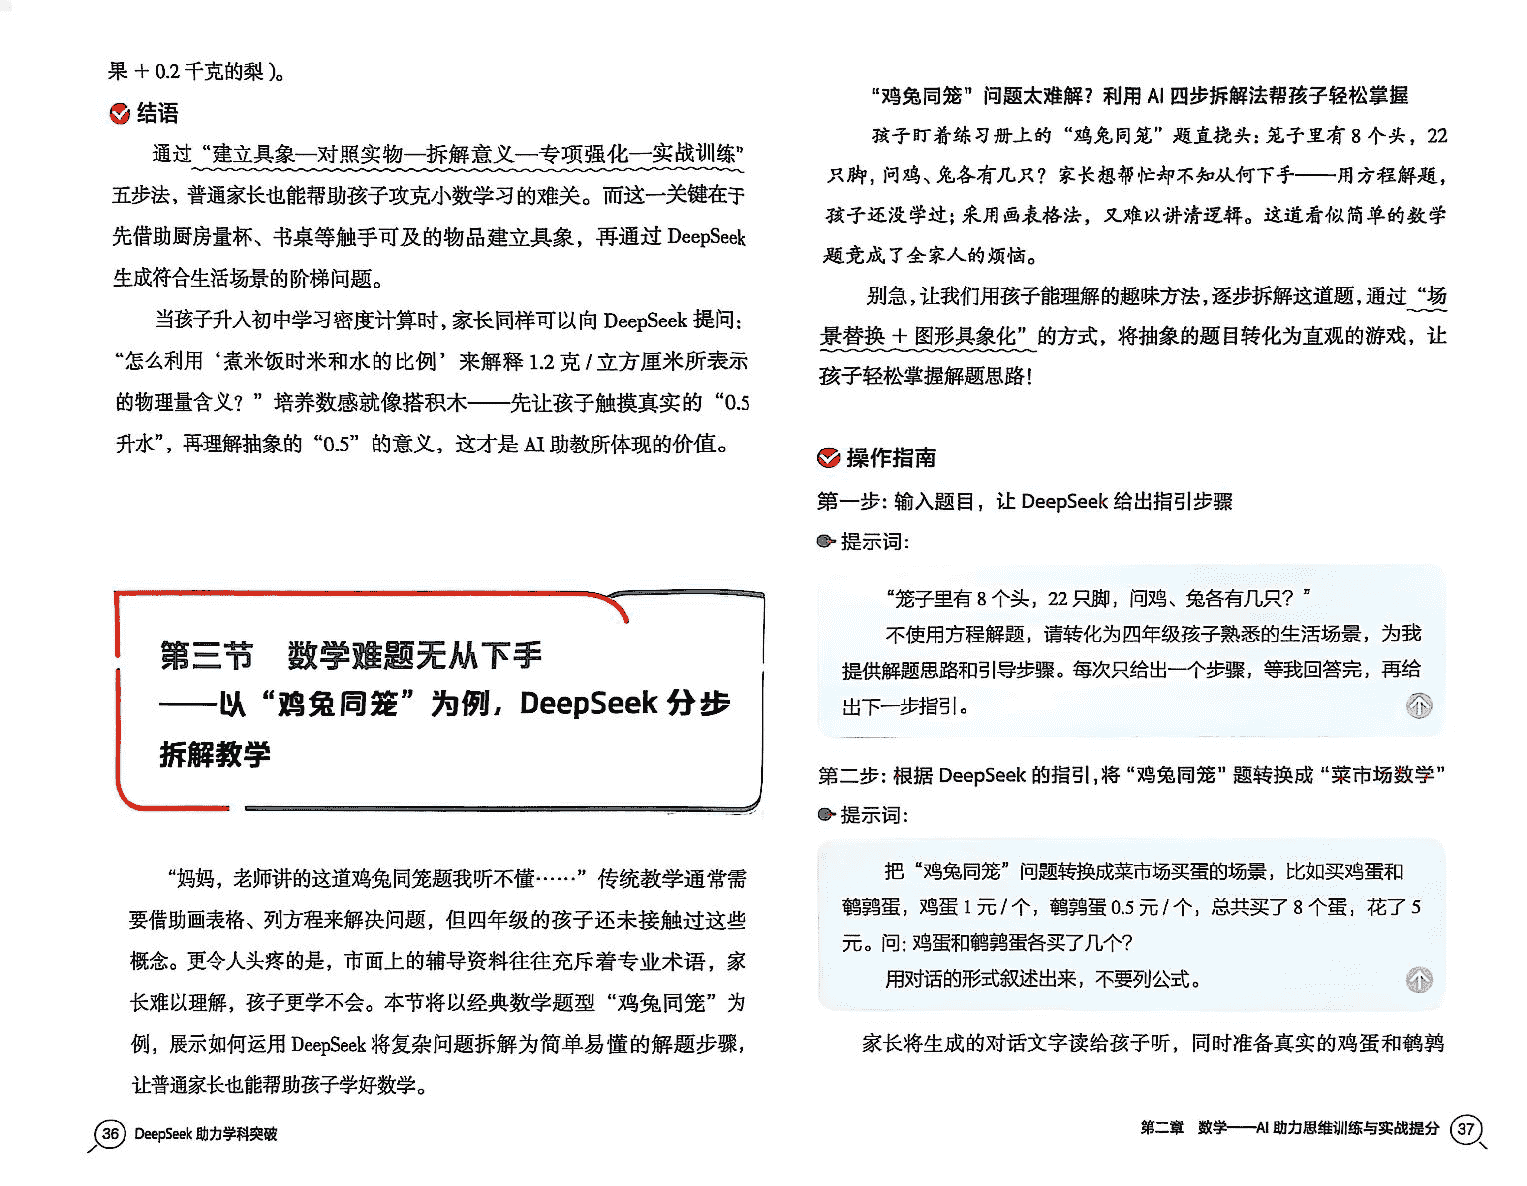 果 + 0.2 千克的梨)。
结语
通过“建立具象—对照实物—拆解意义—专项强化—实战训练”
五步法，普通家长也能帮助孩子攻克小数学习的难关。而这一关键在于
先借助厨房量杯、书桌等触手可及的物品建立具象，再通过 DeepSeek
生成符合生活场景的阶梯问题。
当孩子升入初中学习密度计算时，家长同样可以向 DeepSeek 提问：
“怎么利用‘煮米饭时米和水的比例’来解释 1.2 克 / 立方厘米所表示
的物理量含义？”培养数感就像搭积木——先让孩子触摸真实的“0.5
升水”，再理解抽象的“0.5”的意义，这才是 AI 助教所体现的价值。
第三节 数学难题无从下手
——以“鸡兔同笼”为例，DeepSeek 分步
拆解教学
“妈妈，老师讲的这道鸡兔同笼题我听不懂……”传统教学通常需
要借助画表格、列方程来解决问题，但四年级的孩子还未接触过这些
概念。更令人头疼的是，市面上的辅导资料往往充斥着专业术语，家
长难以理解，孩子更学不会。本节将以经典数学题型“鸡兔同笼”为
例，展示如何运用 DeepSeek 将复杂问题拆解为简单易懂的解题步骤，
让普通家长也能帮助孩子学好数学。
36 DeepSeek 助力学科突破
“鸡兔同笼”问题太难解？利用 AI 四步拆解法帮孩子轻松掌握
孩子盯着练习册上的“鸡兔同笼”题直挠头：笼子里有 8 个头，22
只脚，问鸡、兔各有几只？家长想帮忙却不知从何下手——用方程解题，
孩子还没学过；采用画表格法，又难以讲清逻辑。这道看似简单的数学
题竟成了全家人的烦恼。
别急，让我们用孩子能理解的趣味方法，逐步拆解这道题，通过“场
景替换 + 图形具象化”的方式，将抽象的题目转化为直观的游戏，让
孩子轻松掌握解题思路！
操作指南
第一步：输入题目，让 DeepSeek 给出指引步骤
提示词：
“笼子里有 8 个头，22 只脚，问鸡、兔各有几只？”
不使用方程解题，请转化为四年级孩子熟悉的生活场景，为我
提供解题思路和引导步骤。每次只给出一个步骤，等我回答完，再给
出下一步指引。
第二步：根据 DeepSeek 的指引，将“鸡兔同笼”题转换成“菜市场数学”
提示词：
把“鸡兔同笼”问题转换成菜市场买蛋的场景，比如买鸡蛋和
鹌鹑蛋，鸡蛋 1 元 / 个，鹌鹑蛋 0.5 元 / 个，总共买了 8 个蛋，花了 5
元。问：鸡蛋和鹌鹑蛋各买了几个？
用对话的形式叙述出来，不要列公式。
家长将生成的对话文字读给孩子听，同时准备真实的鸡蛋和鹌鹑
第二章 数学——AI 助力思维训练与实战提分 37